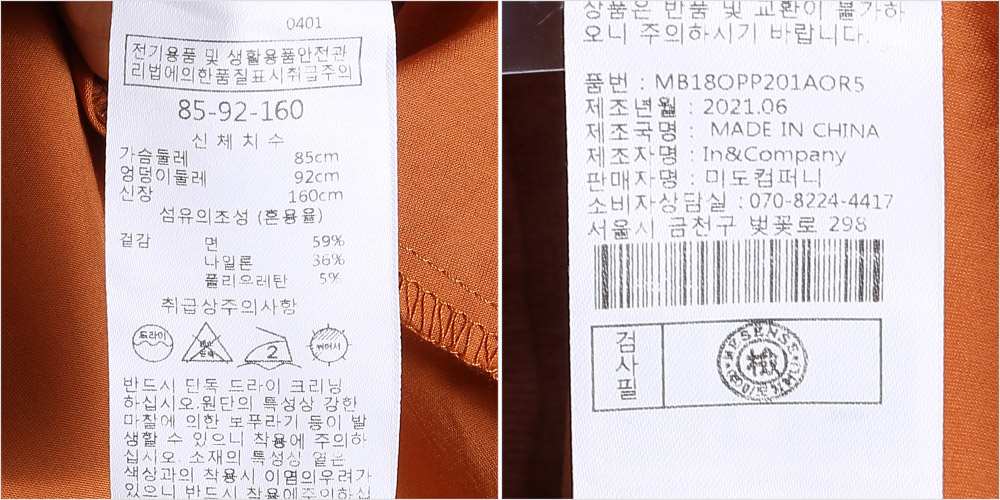 0401
전기용품 및 생활용품안전관
리법에의한품질표시취급주의
85-92-160
신 체 치 수
가슴둘레 85cm
엉덩이둘레 92cm
신장 160cm
섬유의조성 (혼용율)
겉감 면 59%
나일론 36%
폴리우레탄 5%
취급상주의사항
드라이
2
반드시 단독 드라이 크리닝
하십시오.원단의 특성상 강한
마찰에 의한 보푸라기 등이 발
생할 수 있으니 착용에 주의하
십시오. 소재의 특성상 옅은
색상과의 착용시 이염의우려가
있으니 반드시 착용에주의하십
상품은 반품 및 교환이 불가하
오니 주의하시기 바랍니다.
품번 : MB18OPP201AOR5
제조년월 : 2021.06
제조국명 : MADE IN CHINA
제조자명 : In&Company
판매자명 : 미도컴퍼니
소비자상담실 : 070-8224-4417
서울시 금천구 벚꽃로 298
검사필